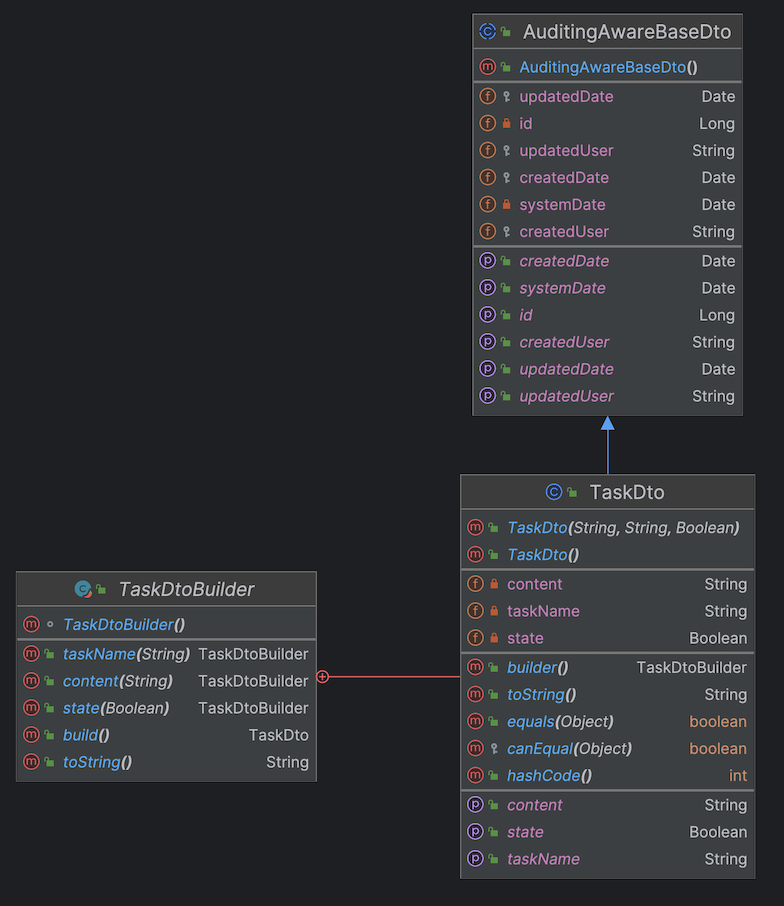 AuditingAwareBaseDto
AuditingAwareBaseDto()
updatedDate Date
id Long
updatedUser String
createdDate Date
systemDate Date
createdUser String
createdDate Date
systemDate Date
id Long
createdUser String
updatedDate Date
updatedUser String
TaskDto
TaskDto(String, String, Boolean)
TaskDto()
content String
taskName String
state Boolean
builder() TaskDtoBuilder
toString() String
equals(Object) boolean
canEqual(Object) boolean
hashCode() int
content String
state Boolean
taskName String
TaskDtoBuilder
TaskDtoBuilder()
taskName(String) TaskDtoBuilder
content(String) TaskDtoBuilder
state(Boolean) TaskDtoBuilder
build() TaskDto
toString() String